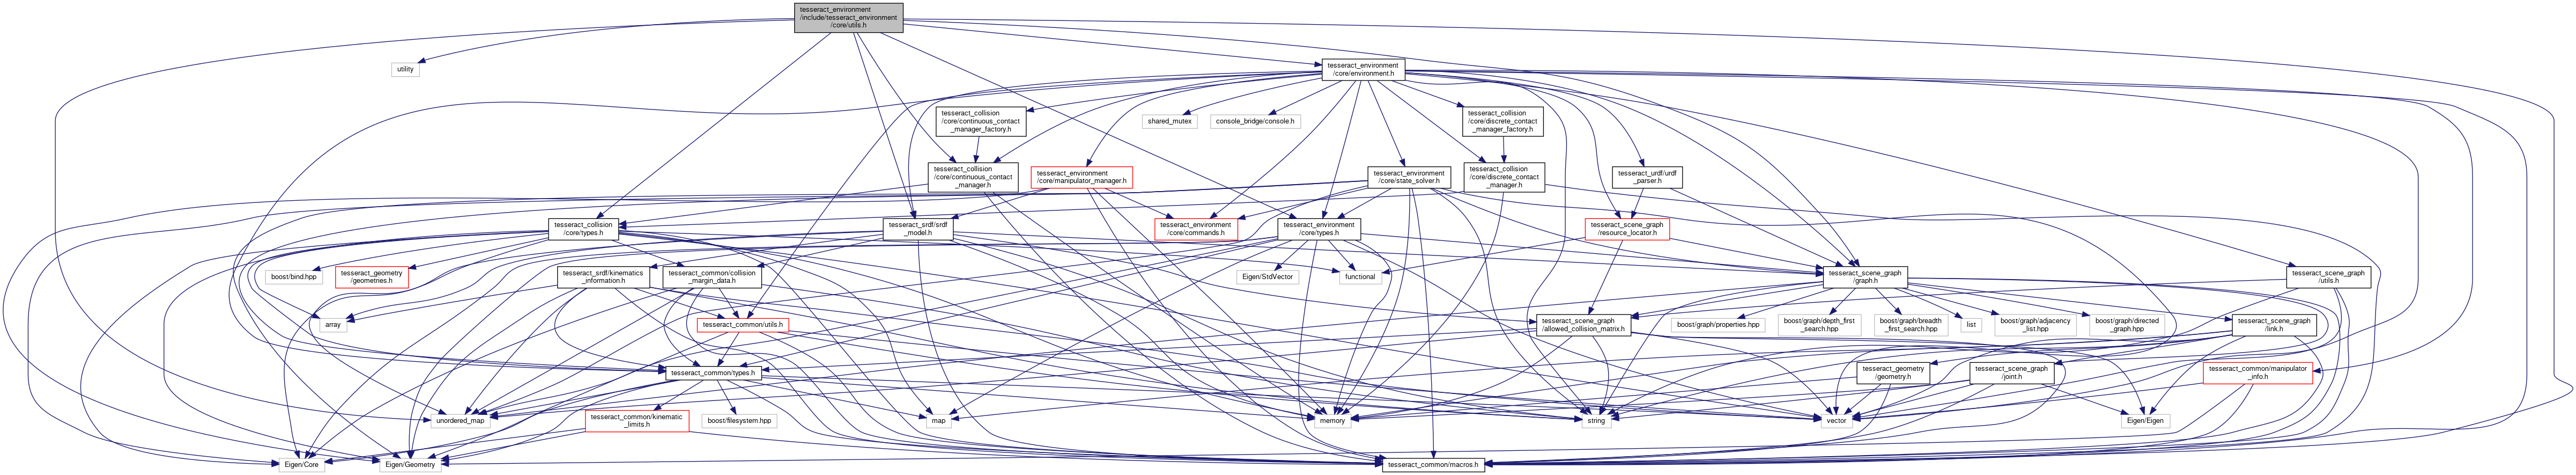 tesseract_environment
/include/tesseract_environment
/core/utils.h
utility
tesseract_environment
/core/environment.h
tesseract_collision
/core/continuous_contact
_manager_factory.h
shared_mutex
console_bridge/console.h
tesseract_collision
/core/discrete_contact
_manager_factory.h
tesseract_collision
/core/continuous_contact
_manager.h
tesseract_environment
/core/manipulator_manager.h
tesseract_environment
/core/state_solver.h
tesseract_collision
/core/discrete_contact
_manager.h
tesseract_urdf/urdf
_parser.h
tesseract_collision
/core/types.h
tesseract_srdf/srdf
_model.h
tesseract_environment
/core/commands.h
tesseract_environment
/core/types.h
tesseract_scene_graph
/resource_locator.h
boost/bind.hpp
tesseract_geometry
/geometries.h
tesseract_srdf/kinematics
_information.h
tesseract_common/collision
_margin_data.h
Eigen/StdVector
functional
tesseract_scene_graph
/graph.h
tesseract_scene_graph
/utils.h
array
tesseract_common/utils.h
tesseract_scene_graph
/allowed_collision_matrix.h
boost/graph/properties.hpp
boost/graph/depth_first
_search.hpp
boost/graph/breadth
_first_search.hpp
list
boost/graph/adjacency
_list.hpp
boost/graph/directed
_graph.hpp
tesseract_scene_graph
/link.h
tesseract_common/types.h
tesseract_geometry
/geometry.h
tesseract_scene_graph
/joint.h
tesseract_common/manipulator
_info.h
unordered_map
tesseract_common/kinematic
_limits.h
boost/filesystem.hpp
map
memory
string
vector
Eigen/Eigen
Eigen/Core
Eigen/Geometry
tesseract_common/macros.h